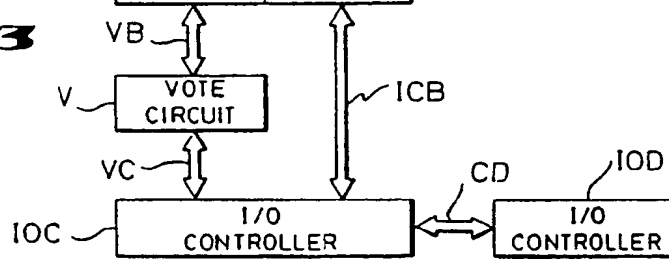 3
VB
V
VOTE
CIRCUIT
ICB
VC
CD
IOD
IOC
I/O
CONTROLLER
I/O
CONTROLLER